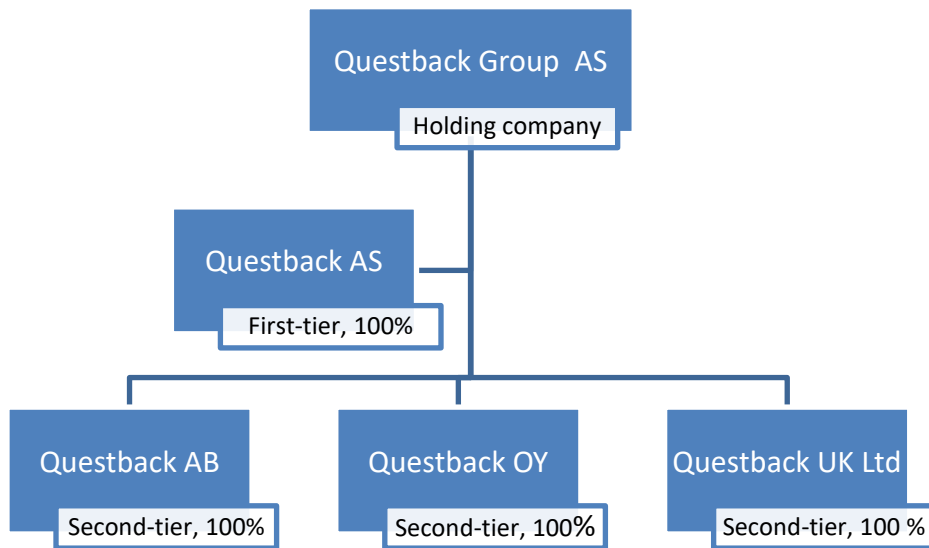 Questback Group  AS
Holding company
Questback AS
First-tier, 100%
Questback AB
Second-tier, 100%
Questback OY
Second-tier, 100%
Questback UK Ltd
Second-tier, 100 %